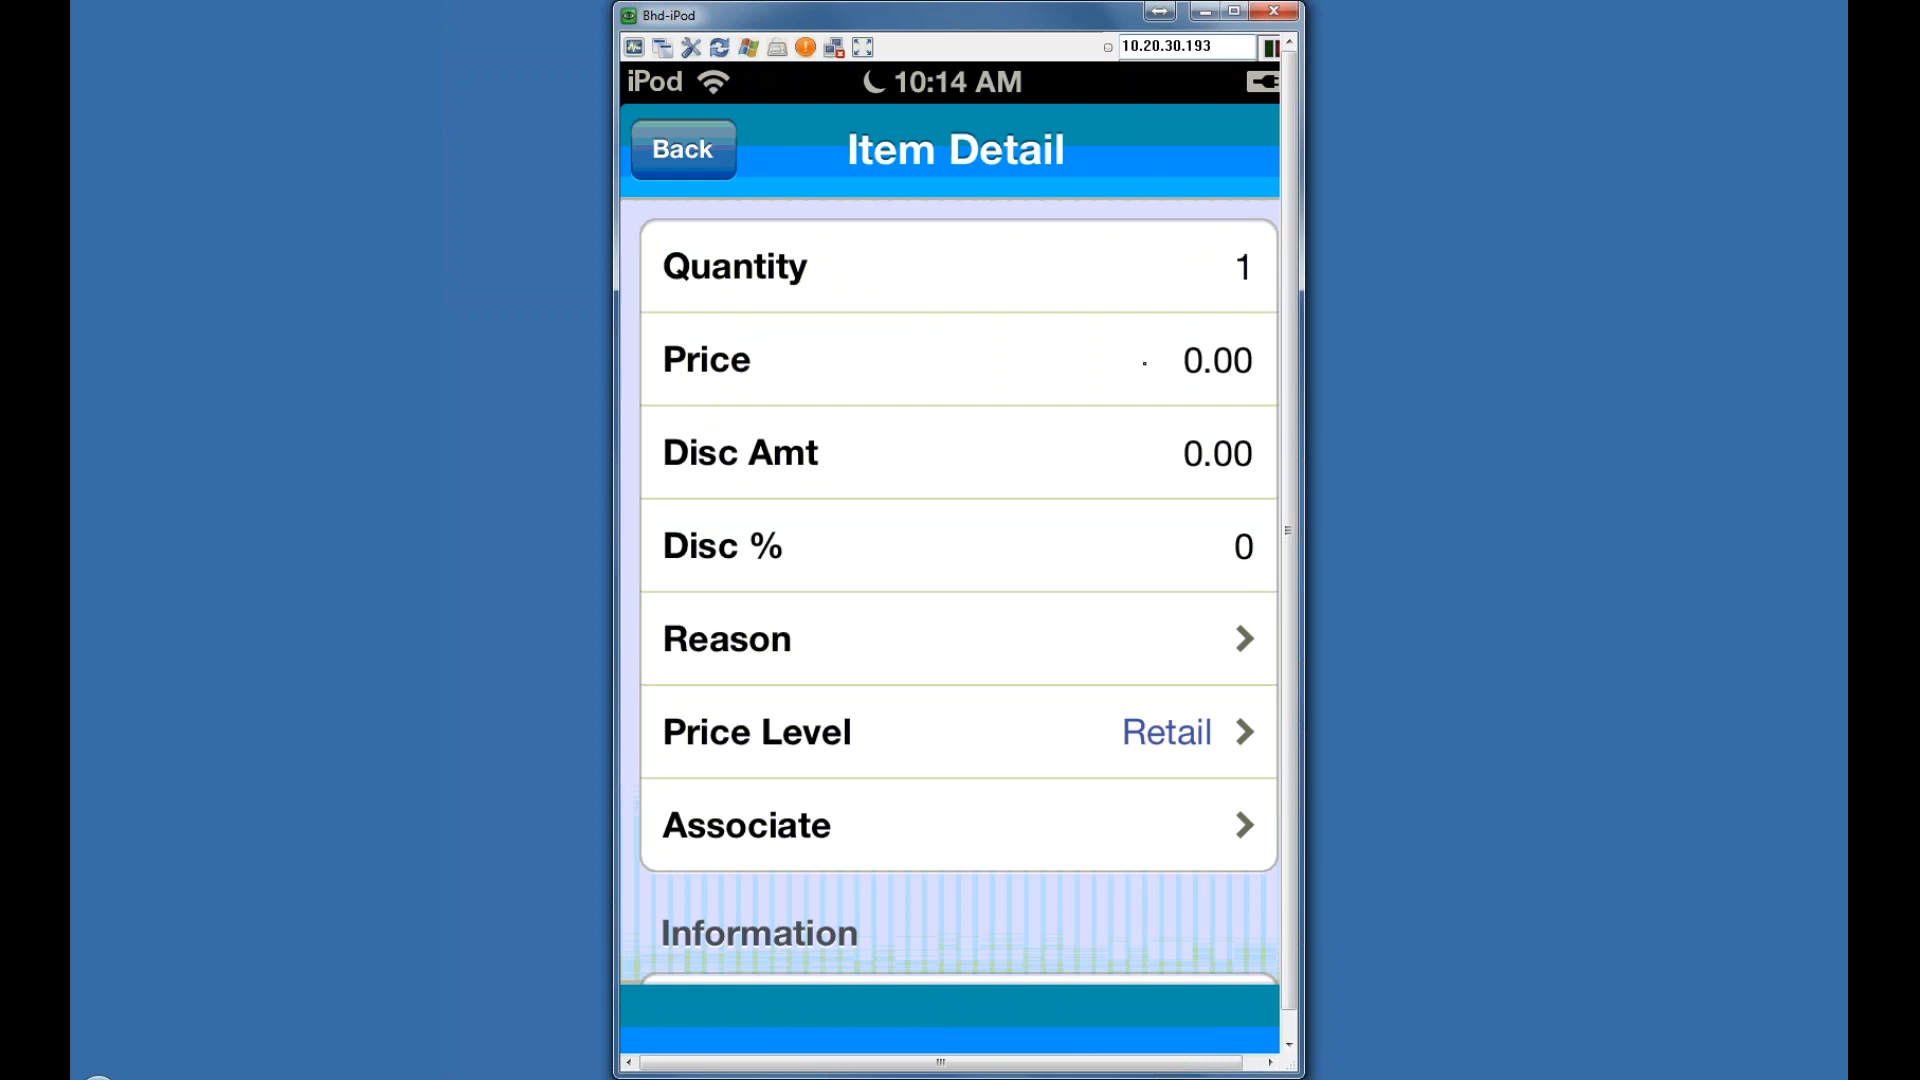 Bhd-iPod
10.20.30.193
iPod 10:14 AM
Back Item Detail
Quantity 1
Price 0.00
Disc Amt 0.00
Disc % 0
Reason
Price Level Retail
Associate
Information